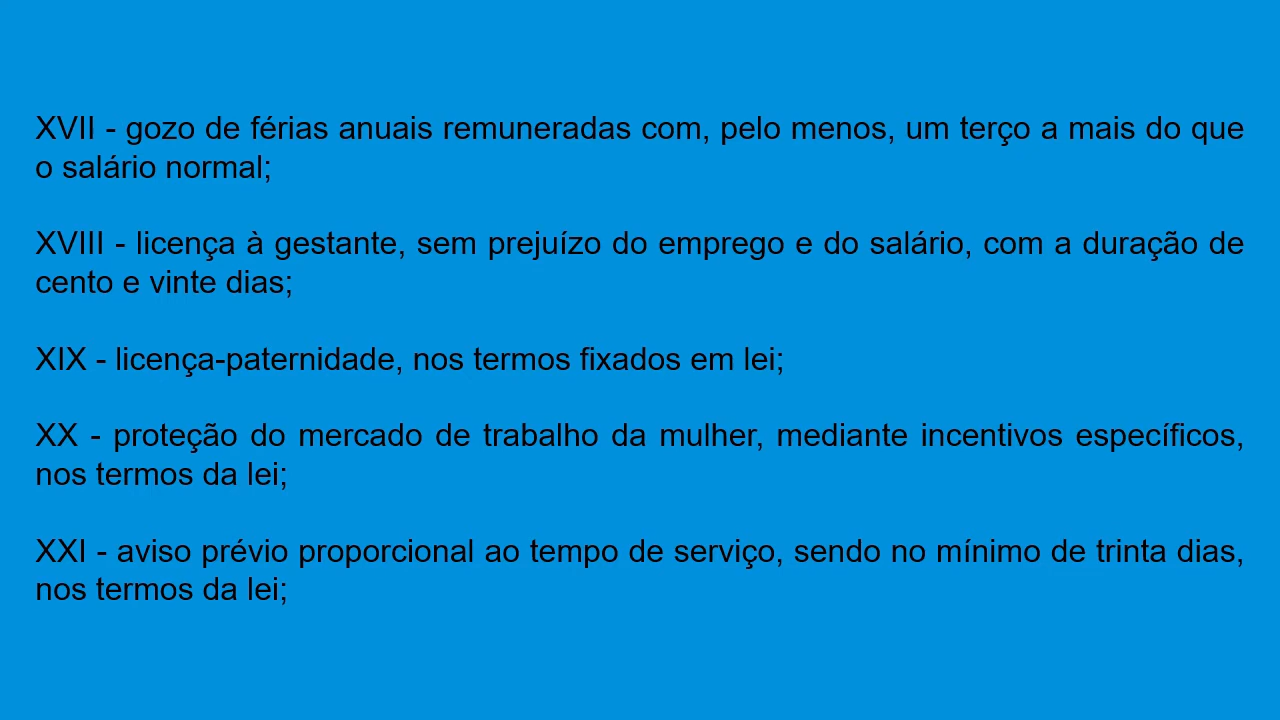 XVII - gozo de férias anuais remuneradas com, pelo menos, um terço a mais do que
o salário normal;
XVIII - licença à gestante, sem prejuízo do emprego e do salário, com a duração de
cento e vinte dias;
XIX - licença-paternidade, nos termos fixados em lei;
XX - proteção do mercado de trabalho da mulher, mediante incentivos específicos,
nos termos da lei;
XXI - aviso prévio proporcional ao tempo de serviço, sendo no mínimo de trinta dias,
nos termos da lei;